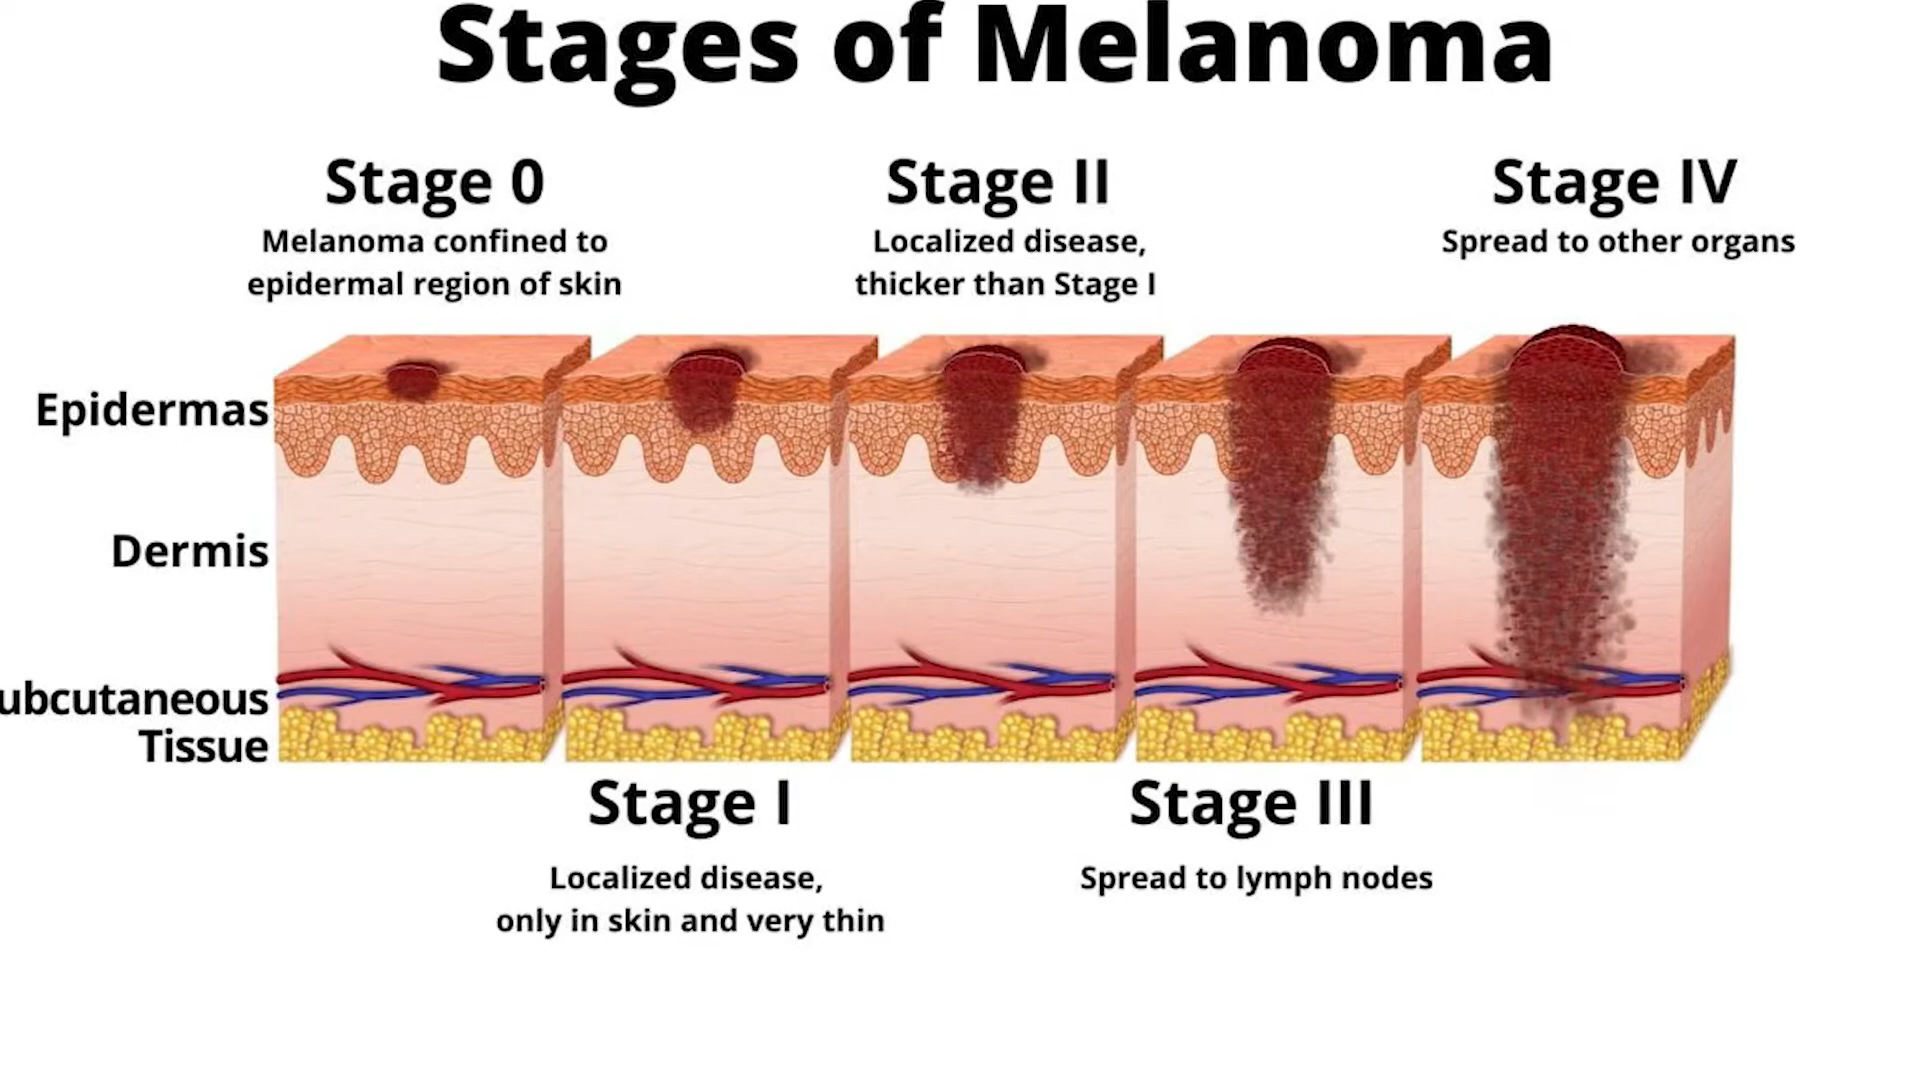 Stages of Melanoma
Stage 0
Melanoma confined to
epidermal region of skin
Stage II
Localized disease,
thicker than Stage I
Stage IV
Spread to other organs
Epidermas
Dermis
ubcutaneous
Tissue
Stage I
Localized disease,
only in skin and very thin
Stage III
Spread to lymph nodes